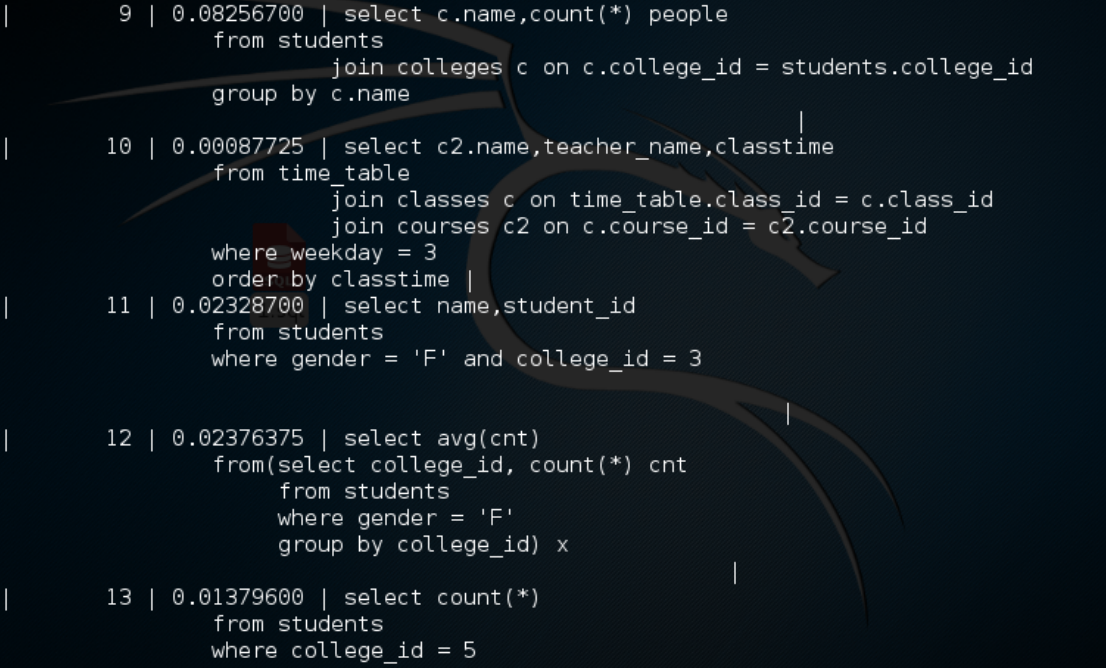 | 9 | 0.08256700 | select c.name,count(*) people
from students
join colleges c on c.college_id = students.college_id
group by c.name
|
| 10 | 0.00087725 | select c2.name,teacher_name,classtime
from time_table
join classes c on time_table.class_id = c.class_id
join courses c2 on c.course_id = c2.course_id
where weekday = 3
order by classtime |
| 11 | 0.02328700 | select name,student_id
from students
where gender = 'F' and college_id = 3
|
| 12 | 0.02376375 | select avg(cnt)
from(select college_id, count(*) cnt
from students
where gender = 'F'
group by college_id) x
|
| 13 | 0.01379600 | select count(*)
from students
where college_id = 5